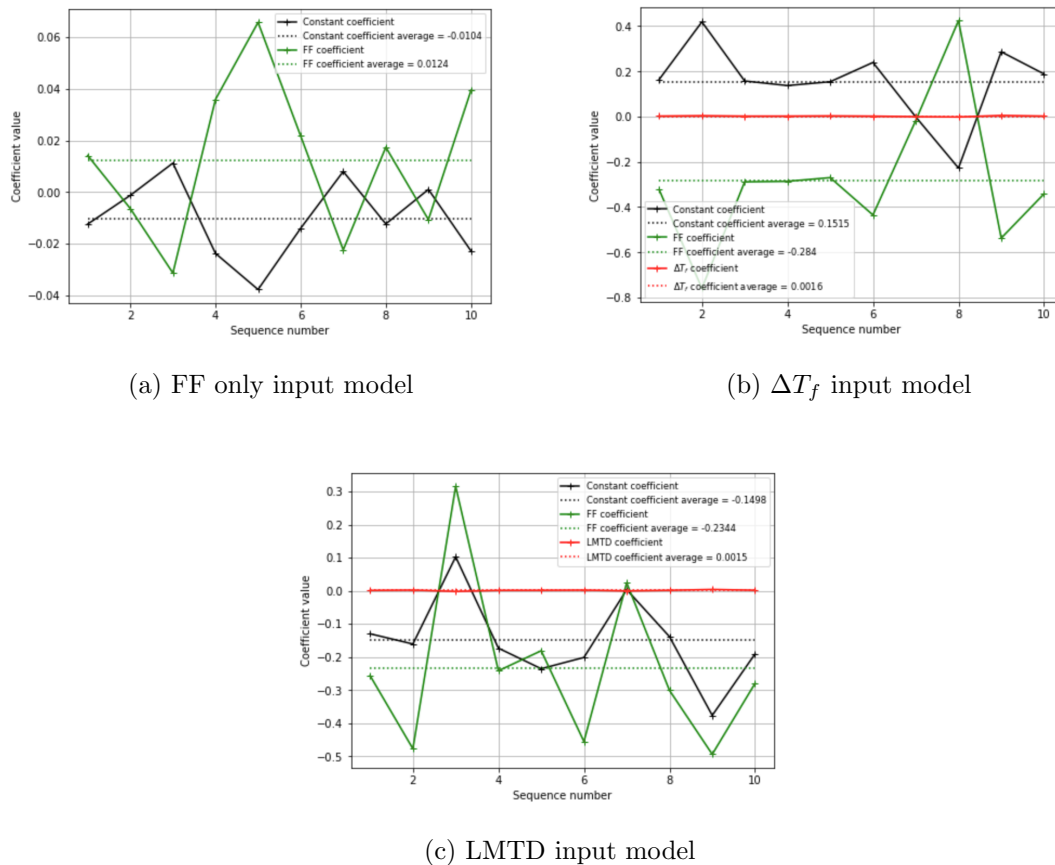 0.06
0.04
0.02
0.00
−0.02
−0.04
Coefficient value
Constant coefficient
Constant coefficient average = -0.0104
FF coefficient
FF coefficient average = 0.0124
2
4
6
8
10
Sequence number
(a) FF only input model
0.4
0.2
0.0
−0.2
−0.4
−0.6
−0.8
Coefficient value
Constant coefficient
Constant coefficient average = 0.1515
FF coefficient
FF coefficient average = -0.284
ΔT_f coefficient
ΔT_f coefficient average = 0.0016
2
4
6
8
10
Sequence number
(b) ΔT_f input model
0.3
0.2
0.1
0.0
−0.1
−0.2
−0.3
−0.4
−0.5
Coefficient value
Constant coefficient
Constant coefficient average = -0.1498
FF coefficient
FF coefficient average = -0.2344
LMTD coefficient
LMTD coefficient average = 0.0015
2
4
6
8
10
Sequence number
(c) LMTD input model